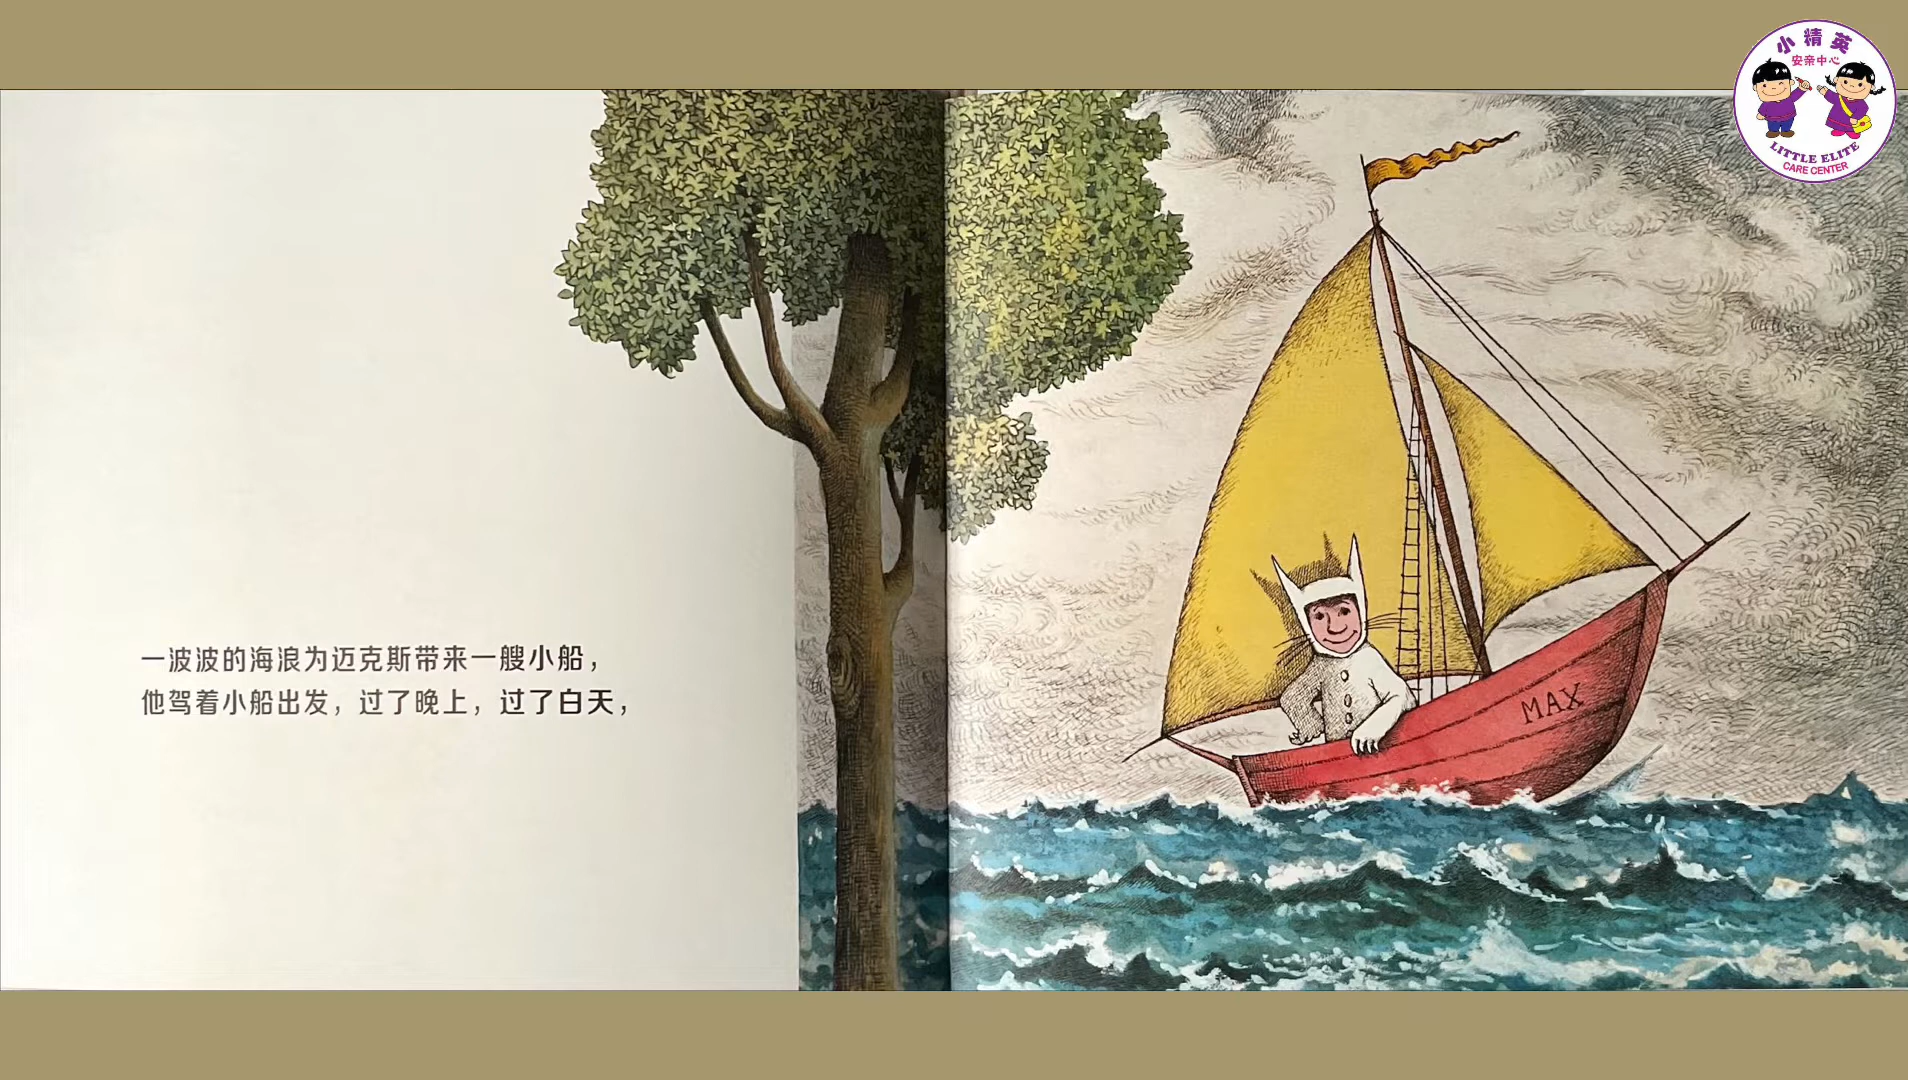 小精英
安亲中心
LITTLE ELITE
CARE CENTER
一波波的海浪为迈克斯带来一艘小船，
他驾着小船出发，过了晚上，过了白天，
MAX